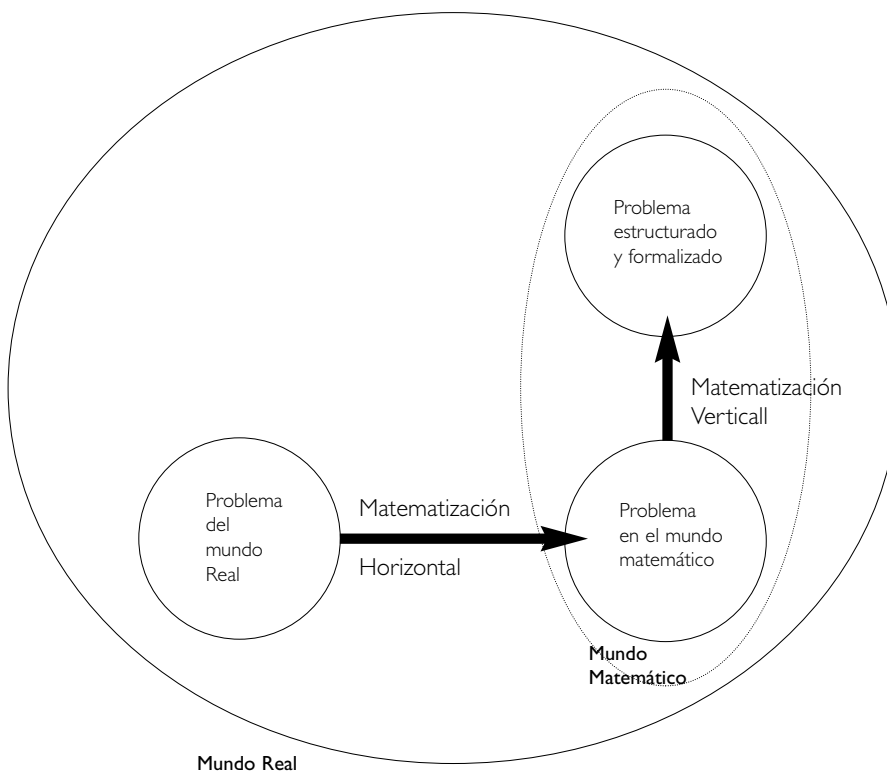 Problema
estructurado
y formalizado
Matematización
Verticall
Problema
del
mundo
Real
Matematización
Horizontal
Problema
en el mundo
matemático
Mundo
Matemático
Mundo Real